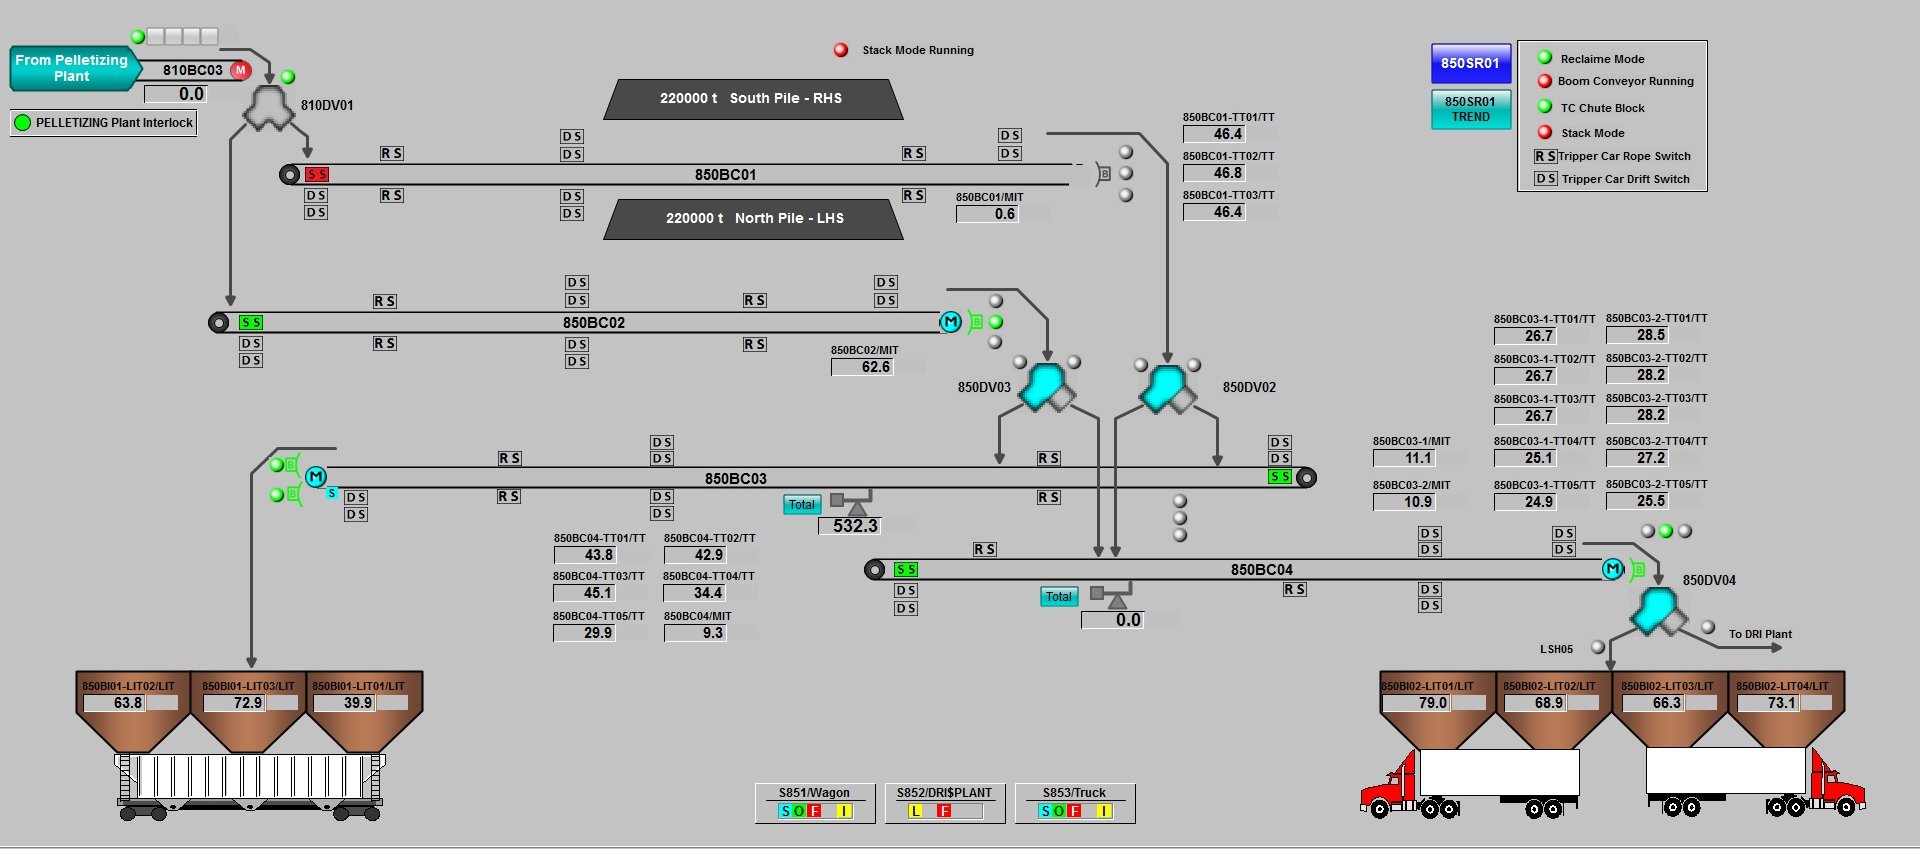 Stack Mode Running
From Pelletizing
Plant
810BC03
M
0.0
810DV01
PELLETIZING Plant Interlock
220000 t South Pile - RHS
850SR01
850SR01
TREND
Reclaime Mode
Boom Conveyor Running
TC Chute Block
Stack Mode
R S Tripper Car Rope Switch
D S Tripper Car Drift Switch
D S
D S
D S
D S
R S
R S
S S
850BC01
B
D S
D S
R S
R S
D S
D S
850BC01/MIT
0.6
850BC01-TT01/TT
46.4
850BC01-TT02/TT
46.8
850BC01-TT03/TT
46.4
220000 t North Pile - LHS
D S
D S
D S
D S
R S
R S
S S
850BC02
M
B
D S
D S
R S
R S
D S
D S
850BC02/MIT
62.6
850DV03
850DV02
D S
D S
D S
D S
R S
R S
B
B
M
S
850BC03
S S
D S
D S
R S
D S
D S
R S
Total
532.3
850BC03-1/MIT
11.1
850BC03-2/MIT
10.9
850BC03-1-TT01/TT
26.7
850BC03-2-TT01/TT
28.5
850BC03-1-TT02/TT
26.7
850BC03-2-TT02/TT
28.2
850BC03-1-TT03/TT
26.7
850BC03-2-TT03/TT
28.2
850BC03-1-TT04/TT
25.1
850BC03-2-TT04/TT
27.2
850BC03-1-TT05/TT
24.9
850BC03-2-TT05/TT
25.5
850BC04-TT01/TT
43.8
850BC04-TT02/TT
42.9
850BC04-TT03/TT
45.1
850BC04-TT04/TT
34.4
850BC04-TT05/TT
29.9
850BC04/MIT
9.3
R S
D S
D S
D S
D S
S S
850BC04
M
B
D S
D S
R S
D S
D S
Total
0.0
850DV04
To DRI Plant
LSH05
850BI01-LIT02/LIT
63.8
850BI01-LIT03/LIT
72.9
850BI01-LIT01/LIT
39.9
850BI02-LIT01/LIT
79.0
850BI02-LIT02/LIT
68.9
850BI02-LIT03/LIT
66.3
850BI02-LIT04/LIT
73.1
S851/Wagon
S O F I
S852/DRI$PLANT
L F
S853/Truck
S O F I